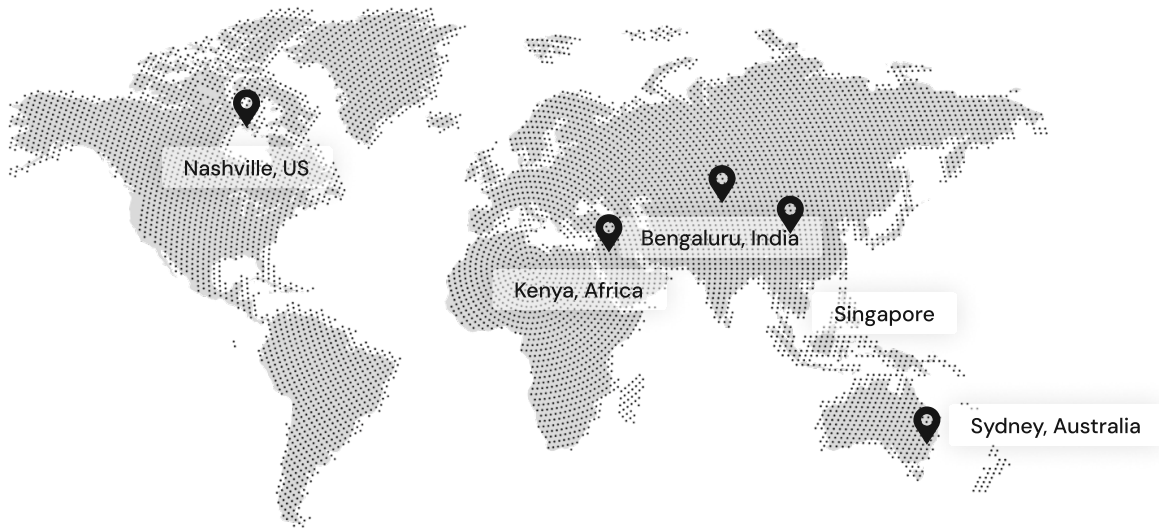 Nashville, US
Bengaluru, India
Kenya, Africa
Singapore
Sydney, Australia